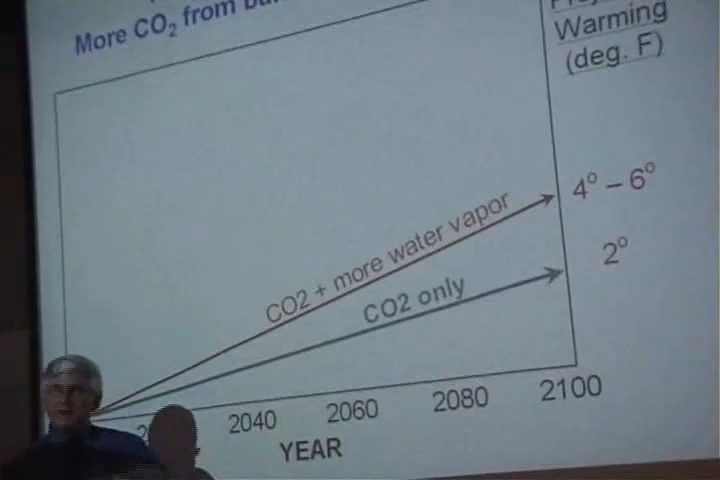 More CO₂ from
Warming
(deg. F)
4° – 6°
CO2 + more water vapor
2°
CO2 only
2040 2060 2080 2100
YEAR